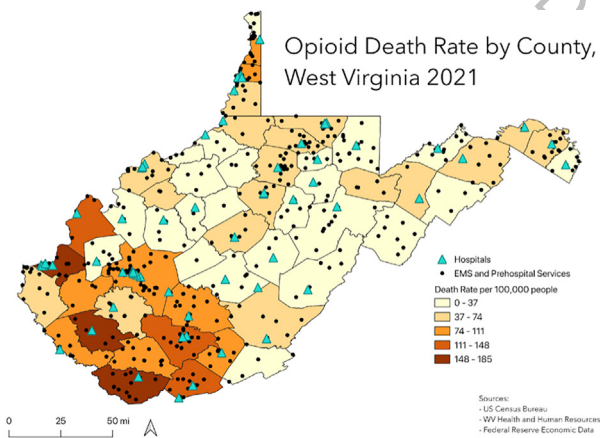 Opioid Death Rate by County,
West Virginia 2021
Hospitals
EMS and Prehospital Services
Death Rate per 100,000 people
0 - 37
37 - 74
74 - 111
111 - 148
148 - 185
Sources:
- US Census Bureau
- WV Health and Human Resources
- Federal Reserve Economic Data
0 25 50 mi